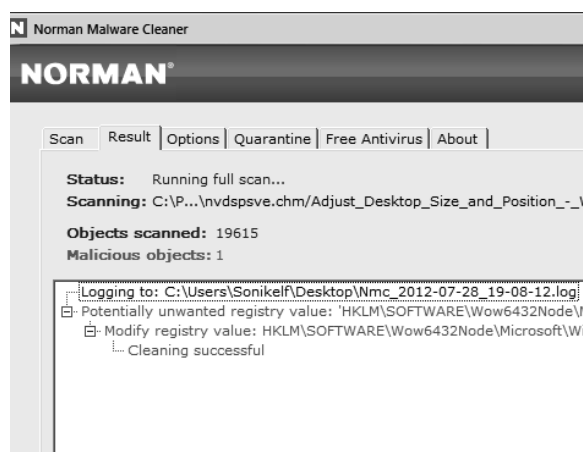 N Norman Malware Cleaner
NORMAN®
Scan Result Options Quarantine Free Antivirus About
Status: Running full scan...
Scanning: C:\P...\nvdspsve.chm/Adjust_Desktop_Size_and_Position_-_
Objects scanned: 19615
Malicious objects: 1
Logging to: C:\Users\Sonikelf\Desktop\Nmc_2012-07-28_19-08-12.log
Potentially unwanted registry value: 'HKLM\SOFTWARE\Wow6432Node\
Modify registry value: HKLM\SOFTWARE\Wow6432Node\Microsoft\Wi
Cleaning successful